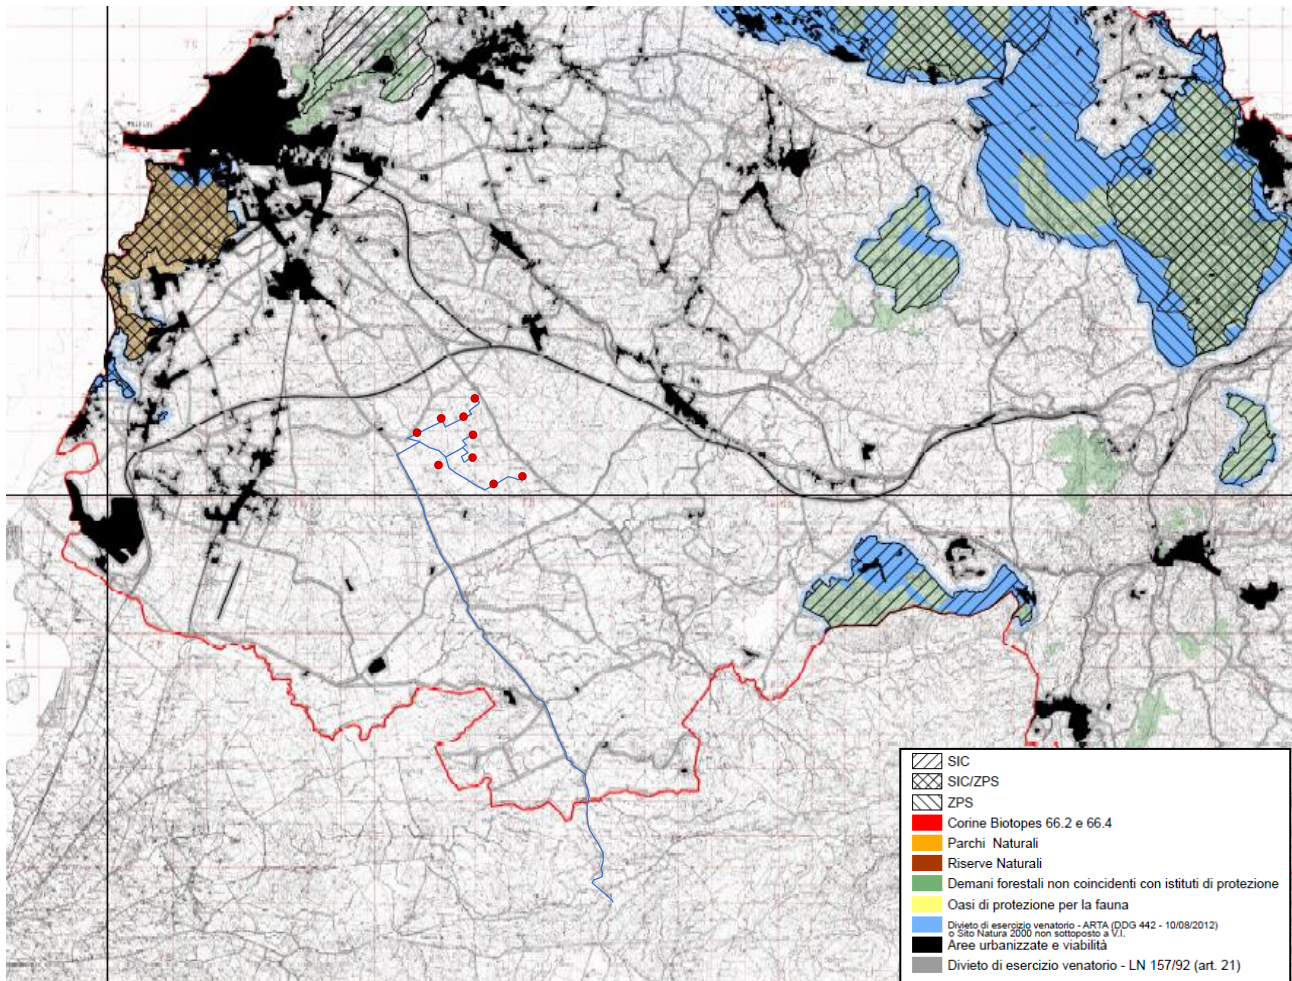 SIC
SIC/ZPS
ZPS
Corine Biotopes 66.2 e 66.4
Parchi Naturali
Riserve Naturali
Demani forestali non coincidenti con istituti di protezione
Oasi di protezione per la fauna
Divieto di esercizio venatorio - ARTA (DDG 442 - 10/08/2012)
o Sito Natura 2000 non sottoposto a V.I.
Aree urbanizzate e viabilità
Divieto di esercizio venatorio - LN 157/92 (art. 21)